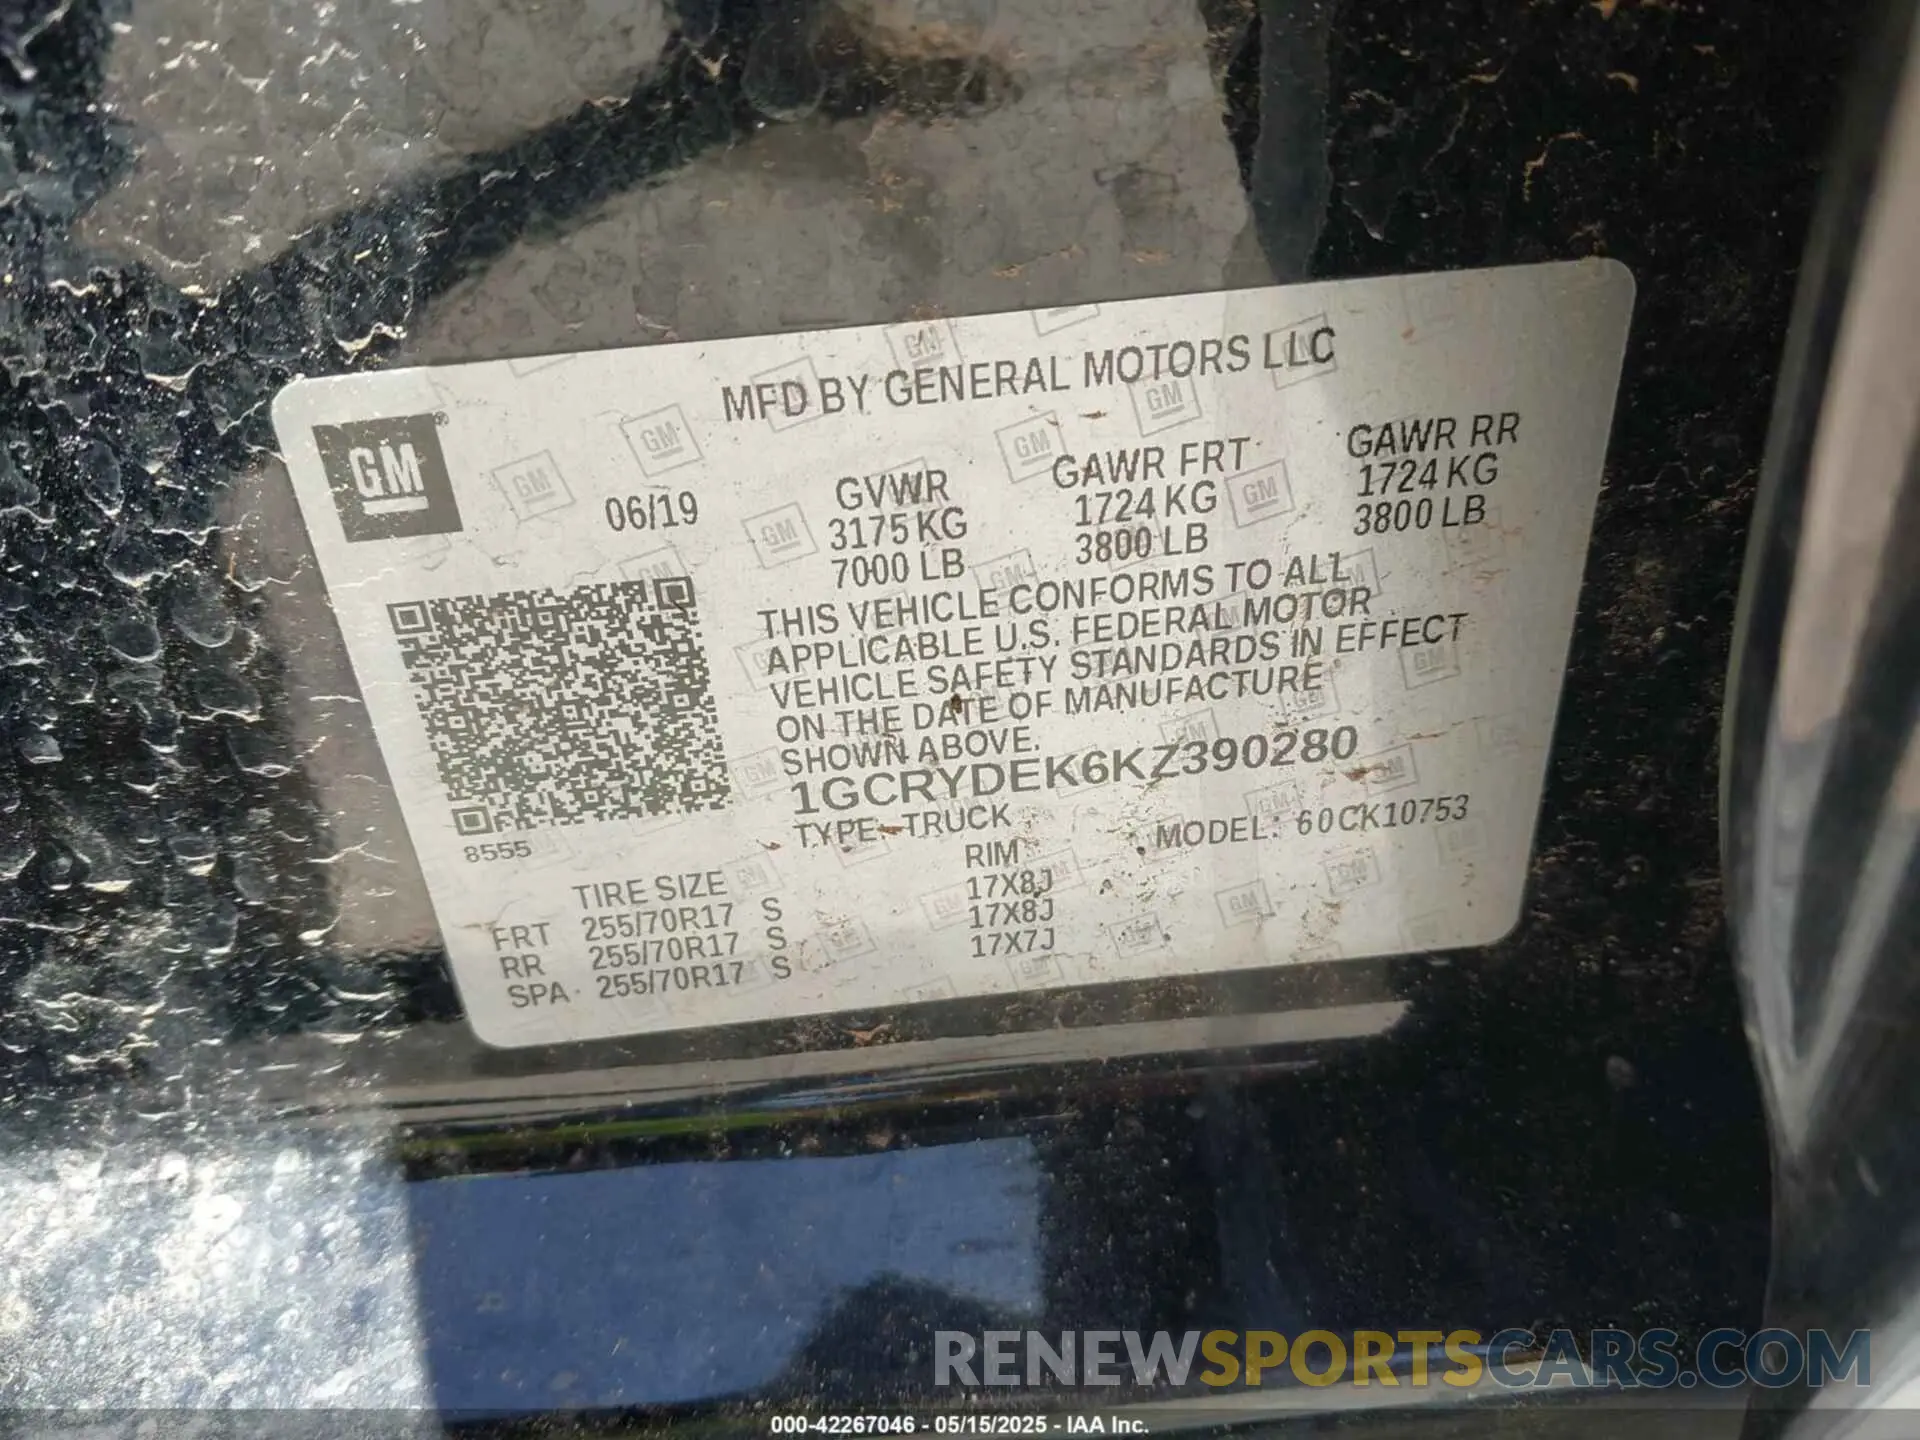 MFD BY GENERAL MOTORS LLC
GM®
06/19
GVWR
3175 KG
7000 LB
GAWR FRT
1724 KG
3800 LB
GAWR RR
1724 KG
3800 LB
THIS VEHICLE CONFORMS TO ALL
APPLICABLE U.S. FEDERAL MOTOR
VEHICLE SAFETY STANDARDS IN EFFECT
ON THE DATE OF MANUFACTURE
SHOWN ABOVE.
1GCRYDEK6KZ390280
TYPE: TRUCK
MODEL: 60CK10753
8555
TIRE SIZE RIM
FRT 255/70R17 S 17X8J
RR 255/70R17 S 17X8J
SPA 255/70R17 S 17X7J
RENEWSPORTSCARS.COM
000-42267046 - 05/15/2025 - IAA Inc.